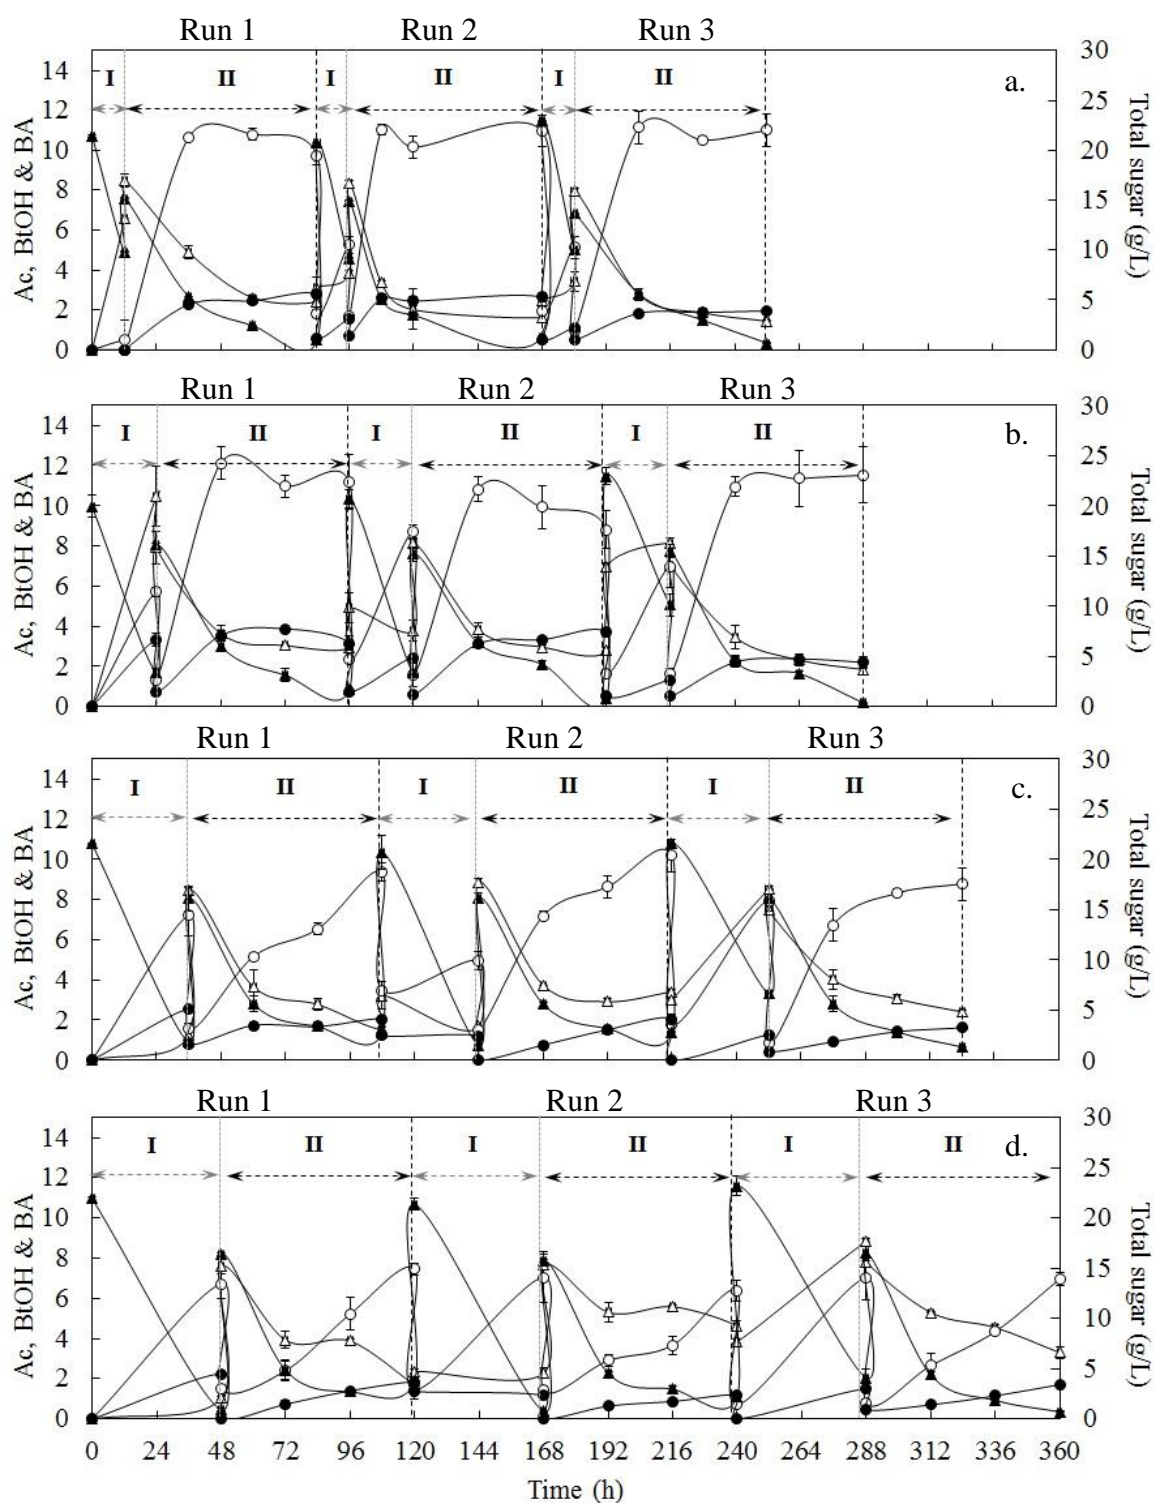 Run 1 Run 2 Run 3
I II I II I II a.
14 12 10 8 6 4 2 0
Ac, BtOH & BA
30 25 20 15 10 5 0
Total sugar (g/L)
Run 1 Run 2 Run 3
I II I II I II b.
14 12 10 8 6 4 2 0
Ac, BtOH & BA
30 25 20 15 10 5 0
Total sugar (g/L)
Run 1 Run 2 Run 3
I II I II I II c.
14 12 10 8 6 4 2 0
Ac, BtOH & BA
30 25 20 15 10 5 0
Total sugar (g/L)
Run 1 Run 2 Run 3
I II I II I II d.
14 12 10 8 6 4 2 0
Ac, BtOH & BA
30 25 20 15 10 5 0
Total sugar (g/L)
0 24 48 72 96 120 144 168 192 216 240 264 288 312 336 360
Time (h)